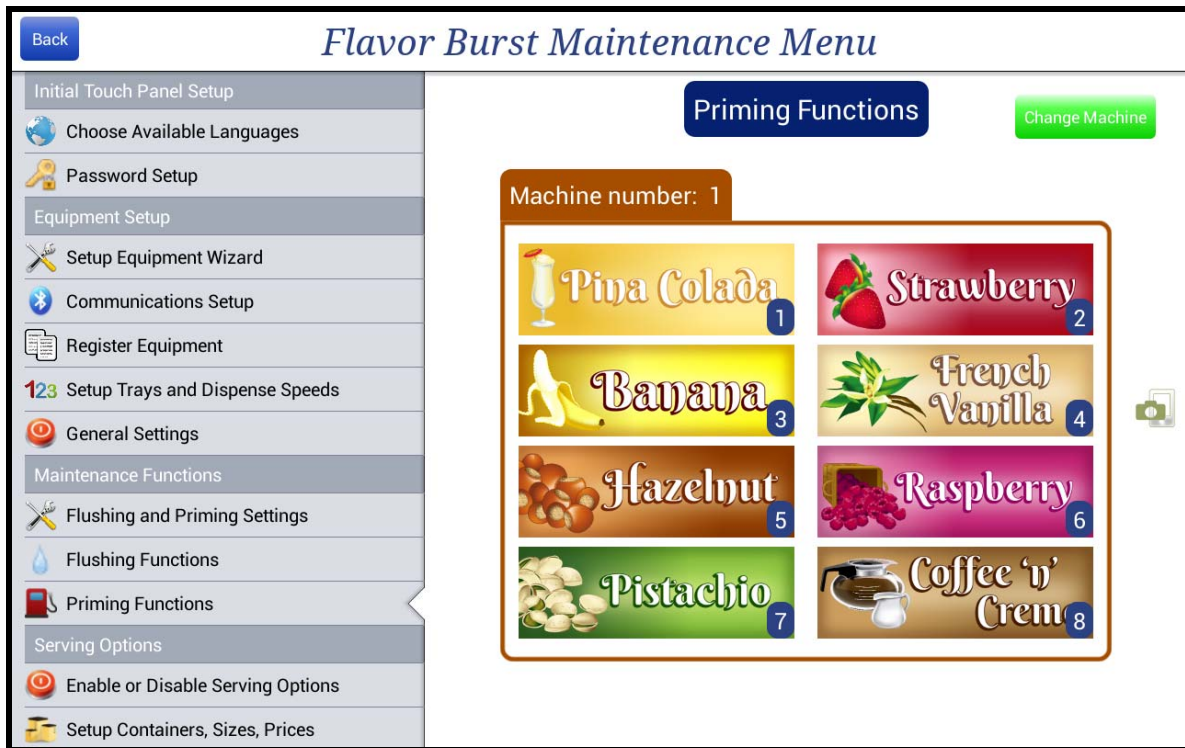 Back
Flavor Burst Maintenance Menu
Initial Touch Panel Setup
Choose Available Languages
Password Setup
Equipment Setup
Setup Equipment Wizard
Communications Setup
Register Equipment
123 Setup Trays and Dispense Speeds
General Settings
Maintenance Functions
Flushing and Priming Settings
Flushing Functions
Priming Functions
Serving Options
Enable or Disable Serving Options
Setup Containers, Sizes, Prices
Priming Functions
Change Machine
Machine number: 1
Pina Colada
1
Strawberry
2
Banana
3
French
Vanilla
4
Hazelnut
5
Raspberry
6
Pistachio
7
Coffee 'n'
Creme
8